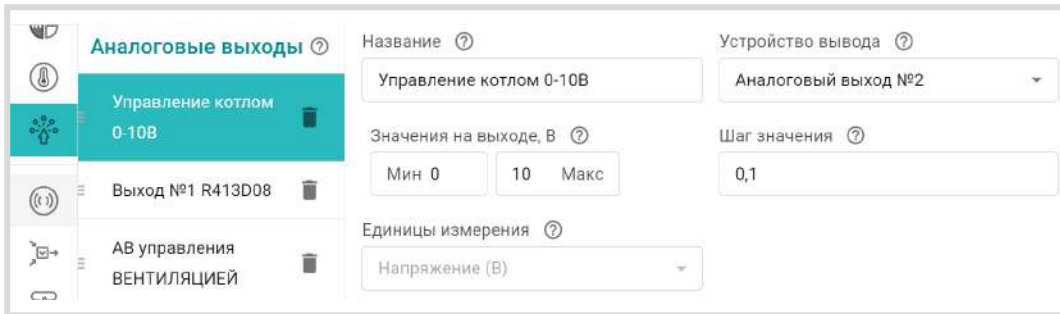 Аналоговые выходы
Управление котлом
0-10В
Выход №1 R413D08
АВ управления
ВЕНТИЛЯЦИЕЙ
Название
Управление котлом 0-10В
Устройство вывода
Аналоговый выход №2
Значения на выходе, В
Мин 0
10 Макс
Шаг значения
0,1
Единицы измерения
Напряжение (В)